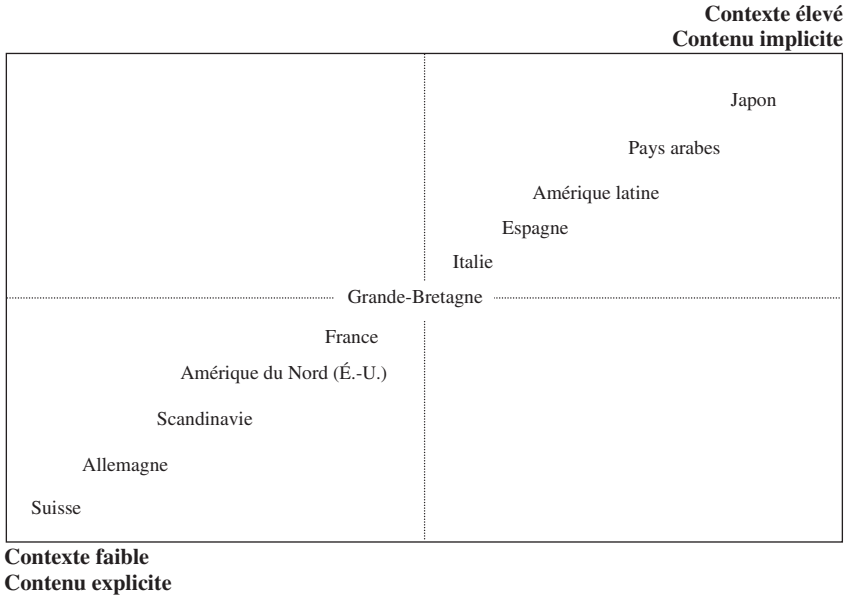 Contexte élevé
Contenu implicite
Japon
Pays arabes
Amérique latine
Espagne
Italie
Grande-Bretagne
France
Amérique du Nord (É.-U.)
Scandinavie
Allemagne
Suisse
Contexte faible
Contenu explicite